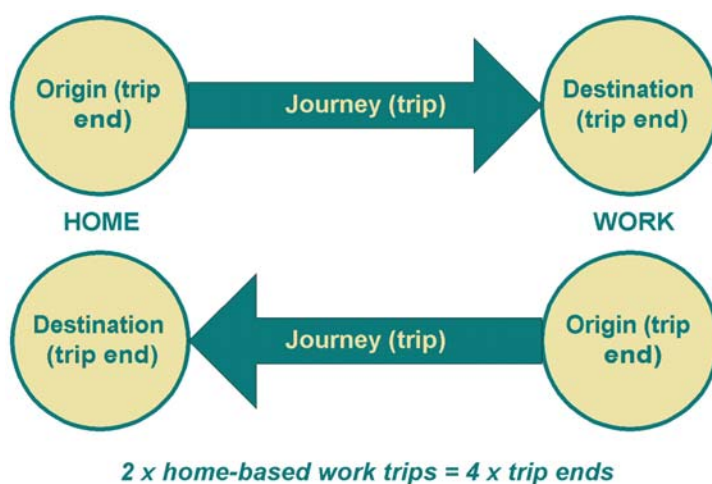 Origin (trip
end)
Journey (trip)
Destination
(trip end)
HOME
WORK
Destination
(trip end)
Journey (trip)
Origin (trip
end)
2 x home-based work trips = 4 x trip ends